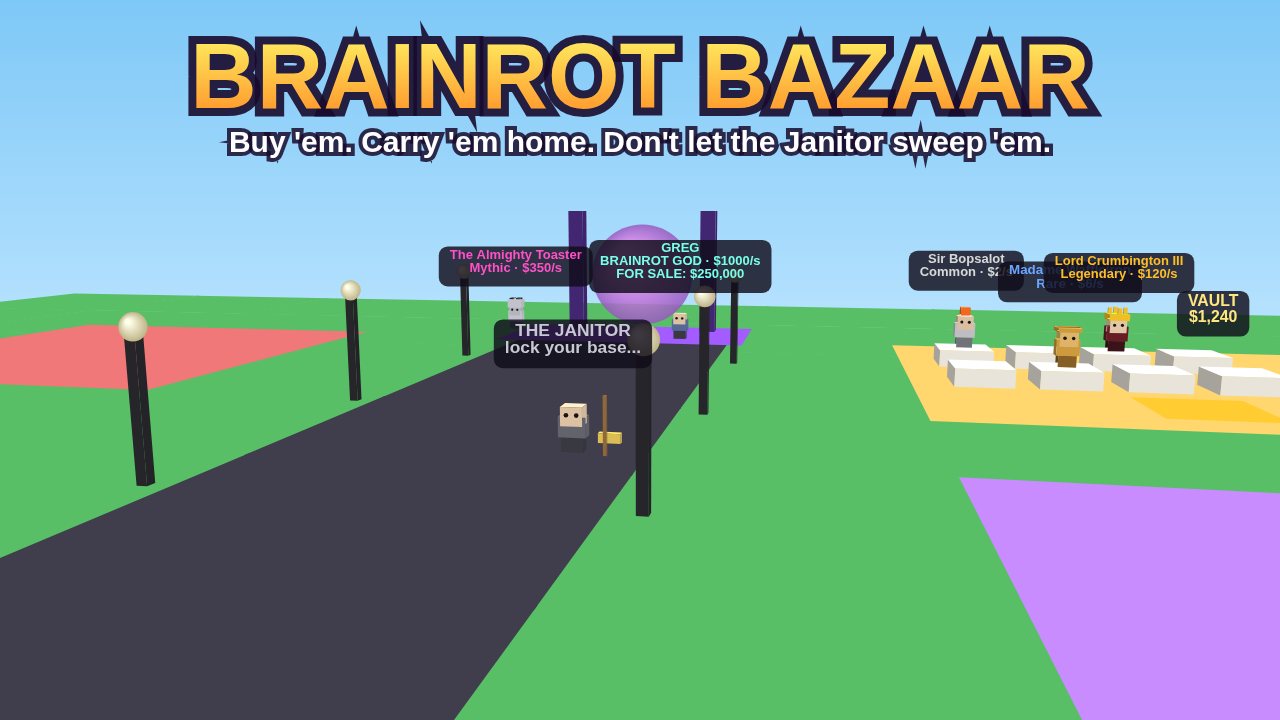 BRAINROT BAZAAR
Buy 'em. Carry 'em home. Don't let the Janitor sweep 'em.
The Almighty Toaster
Mythic · $350/s
GREG
BRAINROT GOD · $1000/s
FOR SALE: $250,000
THE JANITOR
lock your base...
Sir Bopsalot
Common
Lord Crumbington III
Legendary · $120/s
VAULT
$1,240